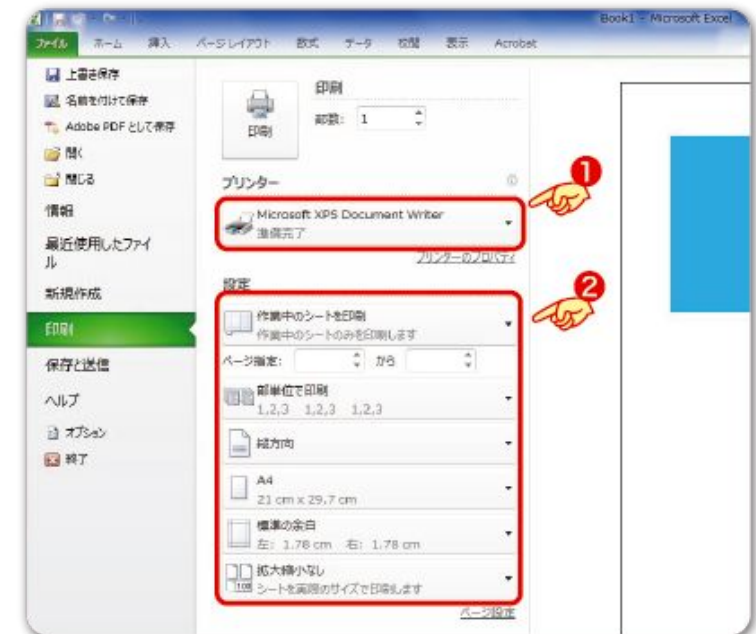 Book1 - Microsoft Excel
ファイル ホーム 挿入 ページレイアウト 数式 データ 校閲 表示 Acrobat
上書き保存
名前を付けて保存
Adobe PDF として保存
開く
閉じる
情報
最近使用したファイ
ル
新規作成
印刷
保存と送信
ヘルプ
オプション
終了
印刷
印刷
部数: 1
プリンター
1
Microsoft XPS Document Writer
準備完了
プリンターのプロパティ
設定
2
作業中のシートを印刷
作業中のシートのみを印刷します
ページ指定: から
部単位で印刷
1,2,3 1,2,3 1,2,3
縦方向
A4
21 cm x 29.7 cm
標準の余白
左: 1.78 cm 右: 1.78 cm
拡大縮小なし
100
シートを実際のサイズで印刷します
ページ設定